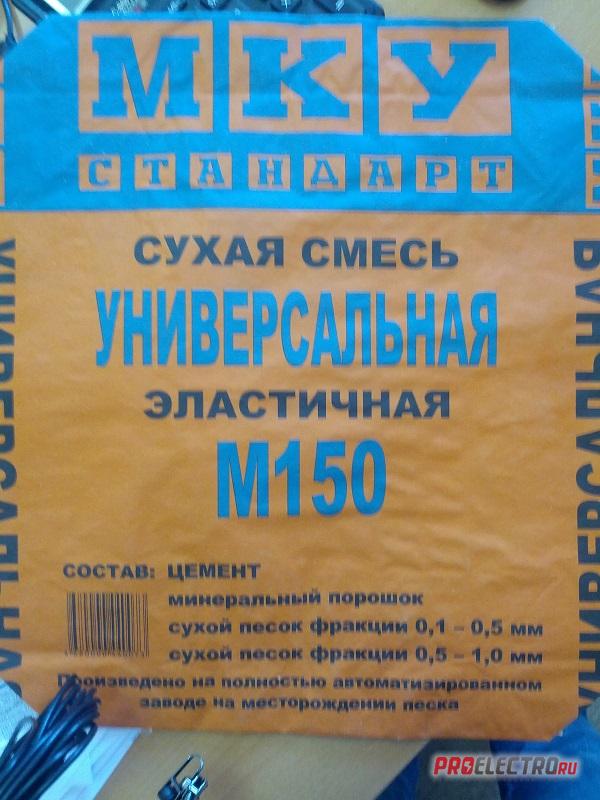 МКУ
СТАНДАРТ
СУХАЯ СМЕСЬ
УНИВЕРСАЛЬНАЯ
ЭЛАСТИЧНАЯ
М150
СОСТАВ: ЦЕМЕНТ
минеральный порошок
сухой песок фракции 0,1 – 0,5 мм
сухой песок фракции 0,5 – 1,0 мм
Произведено на полностью автоматизированном
заводе на месторождении песка
УНИВЕРСАЛЬНА
УНИВЕРСАЛЬНАЯ
PROELECTRO.RU